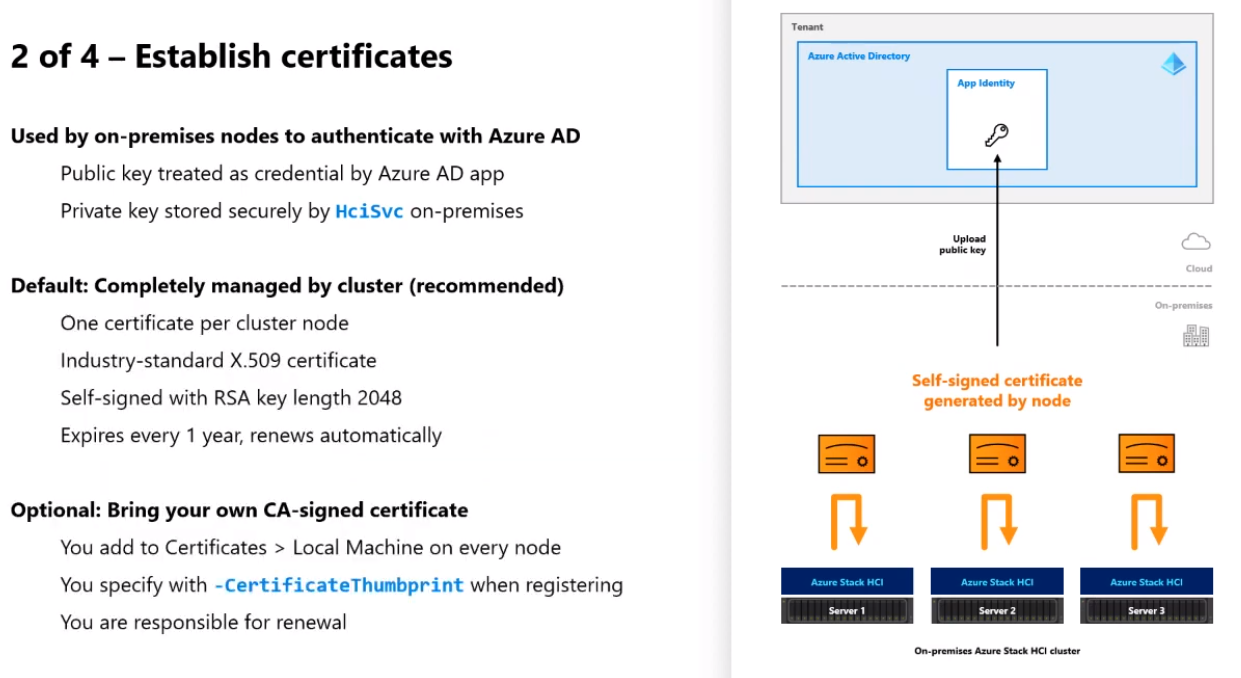 2 of 4 – Establish certificates
Used by on-premises nodes to authenticate with Azure AD
Public key treated as credential by Azure AD app
Private key stored securely by HciSvc on-premises
Default: Completely managed by cluster (recommended)
One certificate per cluster node
Industry-standard X.509 certificate
Self-signed with RSA key length 2048
Expires every 1 year, renews automatically
Optional: Bring your own CA-signed certificate
You add to Certificates > Local Machine on every node
You specify with -CertificateThumbprint when registering
You are responsible for renewal
Tenant
Azure Active Directory
App Identity
Upload
public key
Cloud
On-premises
Self-signed certificate
generated by node
Azure Stack HCI
Server 1
Azure Stack HCI
Server 2
Azure Stack HCI
Server 3
On-premises Azure Stack HCI cluster